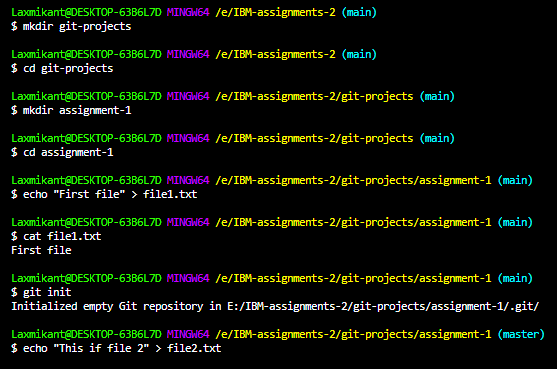 Laxmikant@DESKTOP-63B6L7D MINGW64 /e/IBM-assignments-2 (main)
$ mkdir git-projects
Laxmikant@DESKTOP-63B6L7D MINGW64 /e/IBM-assignments-2 (main)
$ cd git-projects
Laxmikant@DESKTOP-63B6L7D MINGW64 /e/IBM-assignments-2/git-projects (main)
$ mkdir assignment-1
Laxmikant@DESKTOP-63B6L7D MINGW64 /e/IBM-assignments-2/git-projects (main)
$ cd assignment-1
Laxmikant@DESKTOP-63B6L7D MINGW64 /e/IBM-assignments-2/git-projects/assignment-1 (main)
$ echo "First file" > file1.txt
Laxmikant@DESKTOP-63B6L7D MINGW64 /e/IBM-assignments-2/git-projects/assignment-1 (main)
$ cat file1.txt
First file
Laxmikant@DESKTOP-63B6L7D MINGW64 /e/IBM-assignments-2/git-projects/assignment-1 (main)
$ git init
Initialized empty Git repository in E:/IBM-assignments-2/git-projects/assignment-1/.git/
Laxmikant@DESKTOP-63B6L7D MINGW64 /e/IBM-assignments-2/git-projects/assignment-1 (master)
$ echo "This if file 2" > file2.txt